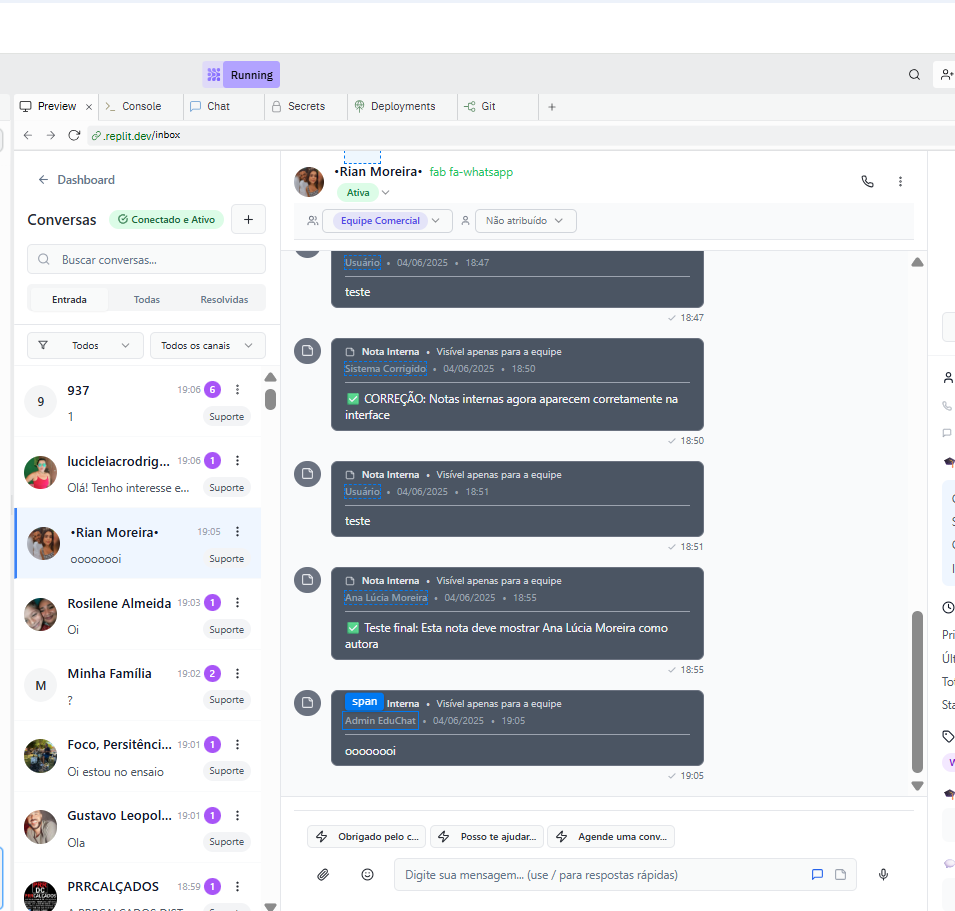 Running
Preview
Console
Chat
Secrets
Deployments
Git
.replit.dev/inbox
Dashboard
Conversas
Conectado e Ativo
Buscar conversas...
Entrada
Todas
Resolvidas
Todos
Todos os canais
9
937
19:06
6
1
Suporte
lucicleiacrodrig...
19:06
1
Olá! Tenho interesse e...
Suporte
•Rian Moreira•
19:05
oooooooi
Suporte
Rosilene Almeida
19:03
1
Oi
Suporte
M
Minha Família
19:02
2
?
Suporte
Foco, Persitênci...
19:01
1
Oi estou no ensaio
Suporte
Gustavo Leopol...
19:01
1
Ola
Suporte
PRRCALÇADOS
18:59
1
•Rian Moreira•
fab fa-whatsapp
Ativa
Equipe Comercial
Não atribuído
Usuário • 04/06/2025 • 18:47
teste
18:47
Nota Interna • Visível apenas para a equipe
Sistema Corrigido • 04/06/2025 • 18:50
✅ CORREÇÃO: Notas internas agora aparecem corretamente na
interface
18:50
Nota Interna • Visível apenas para a equipe
Usuário • 04/06/2025 • 18:51
teste
18:51
Nota Interna • Visível apenas para a equipe
Ana Lúcia Moreira • 04/06/2025 • 18:55
✅ Teste final: Esta nota deve mostrar Ana Lúcia Moreira como
autora
18:55
span Interna • Visível apenas para a equipe
Admin EduChat • 04/06/2025 • 19:05
oooooooi
19:05
Obrigado pelo c...
Posso te ajudar...
Agende uma conv...
Digite sua mensagem... (use / para respostas rápidas)
Pri
Últ
Tot
Sta